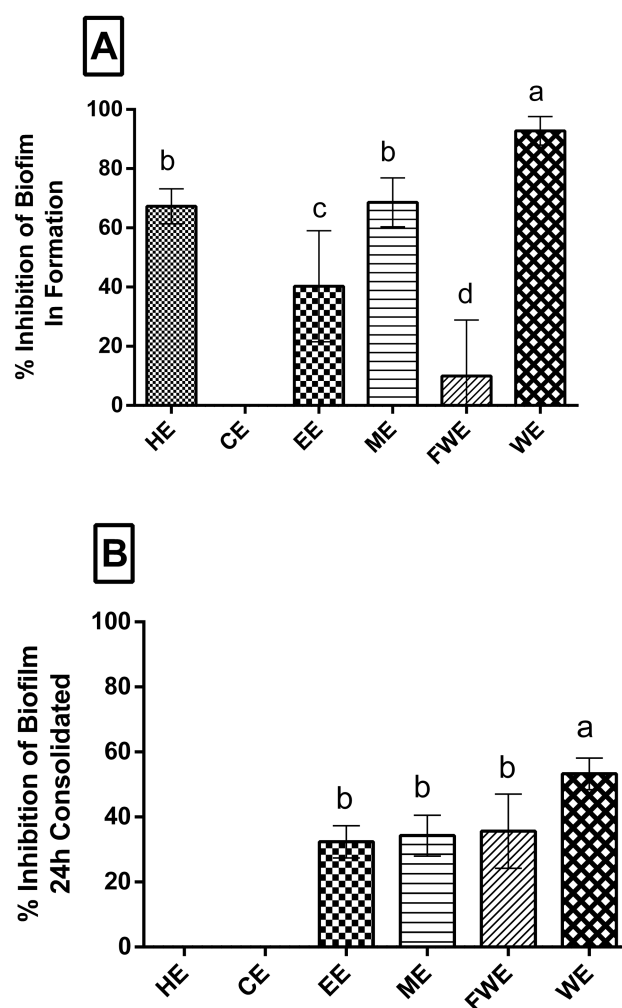 A
% Inhibition of Biofim
In Formation
100
80
60
40
20
0
b
c
b
d
a
HE
CE
EE
ME
FWE
WE
B
% Inhibition of Biofilm
24h Consolidated
100
80
60
40
20
0
b
b
b
a
HE
CE
EE
ME
FWE
WE